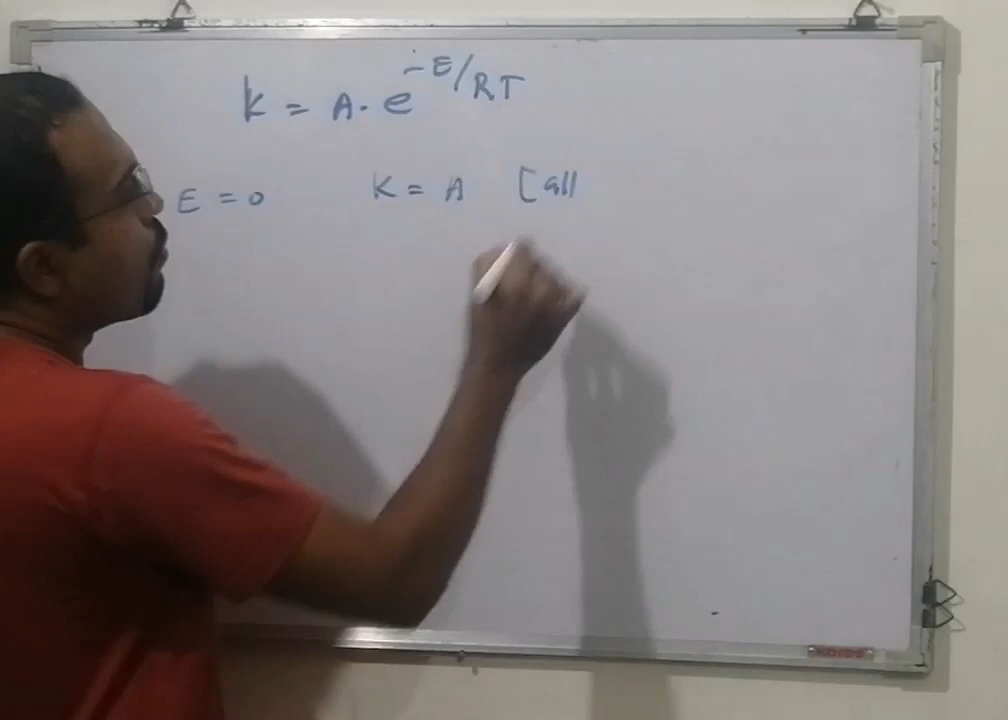 k = A. e^-E/RT
E = 0 K = A [all